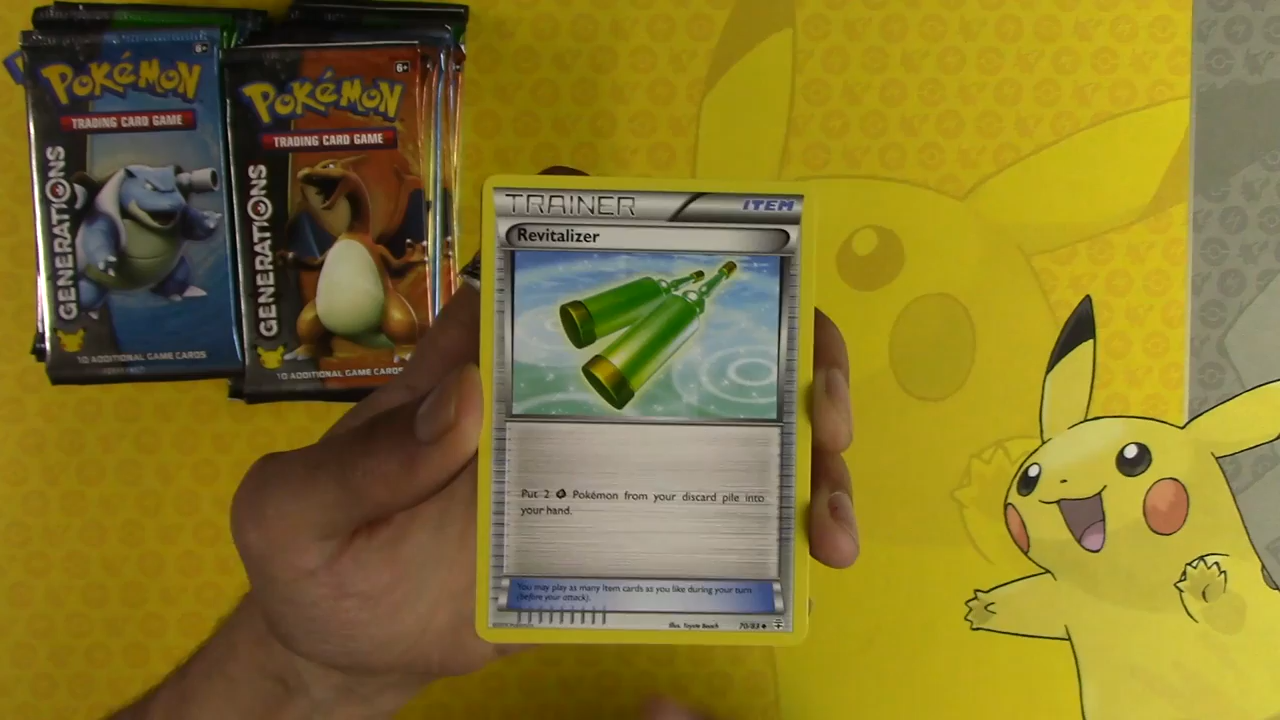 6+
POKéMON
TRADING CARD GAME
GENERATIONS
10 ADDITIONAL GAME CARDS
6+
POKéMON
TRADING CARD GAME
GENERATIONS
10 ADDITIONAL GAME CARDS
TRAINER
ITEM
Revitalizer
Put 2 Pokémon from your discard pile into
your hand.
You may play as many Item cards as you like during your turn
(before your attack).
Illus. Toyste Beach
70/83